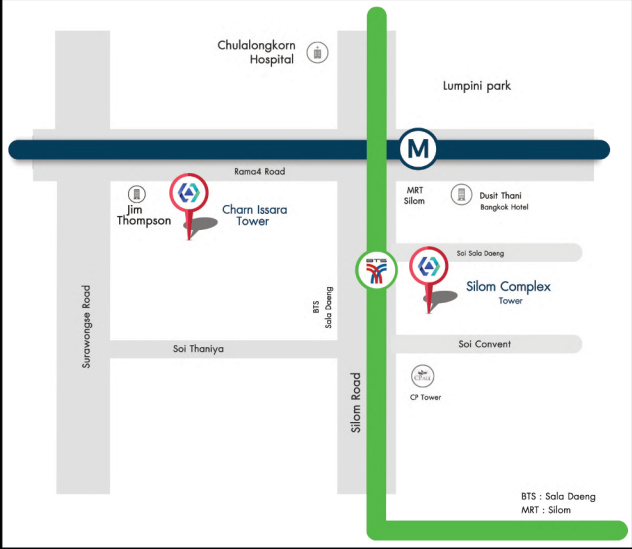 Chulalongkorn
Hospital
Lumpini park
M
Rama4 Road
Jim
Thompson
Charn Issara
Tower
MRT
Silom
Dusit Thani
Bangkok Hotel
Soi Sala Daeng
BTS
Silom Complex
Tower
BTS
Sala Daeng
Surawongse Road
Soi Thaniya
Soi Convent
Silom Road
CP Tower
BTS : Sala Daeng
MRT : Silom